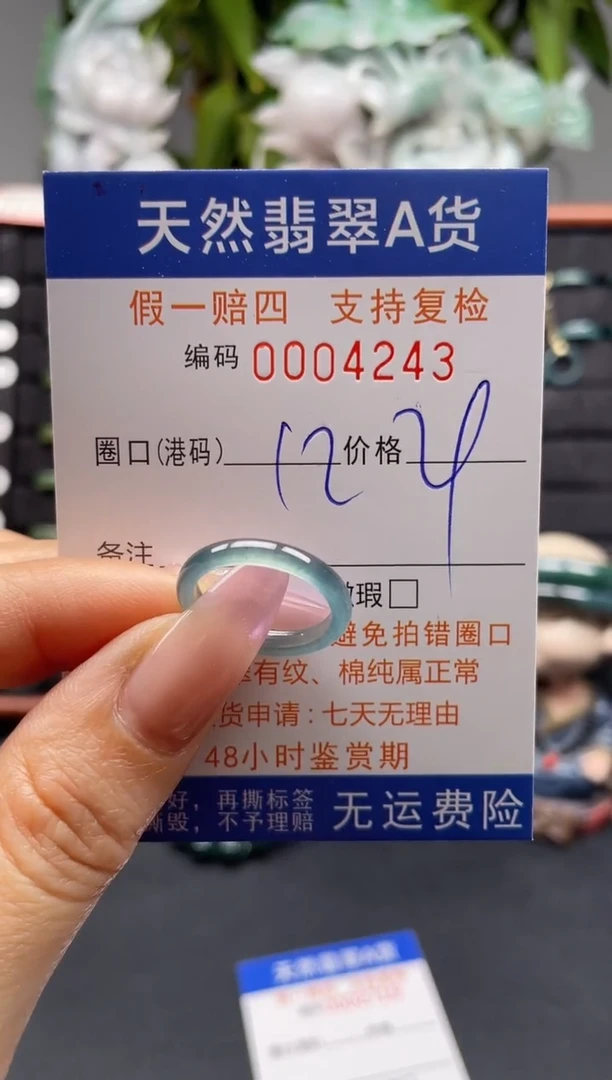 天然翡翠A货
假一赔四 支持复检
编码 0004243
圈口(港码) 12 价格
备注
瑕□
避免拍错圈口
有纹、棉纯属正常
货申请：七天无理由
48小时鉴赏期
好，再撕标签
撕毁，不予理赔
无运费险